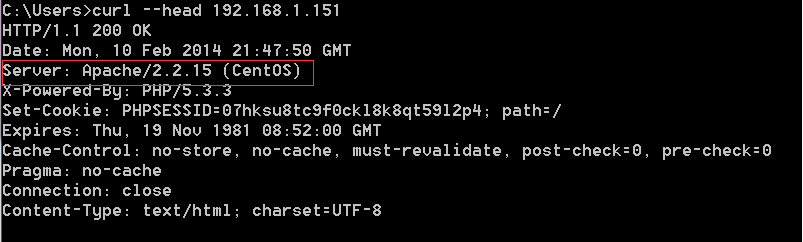 C:\Users>curl --head 192.168.1.151
HTTP/1.1 200 OK
Date: Mon, 10 Feb 2014 21:47:50 GMT
Server: Apache/2.2.15 (CentOS)
X-Powered-By: PHP/5.3.3
Set-Cookie: PHPSESSID=07hksu8tc9f0ckl8k8qt59l2p4; path=/
Expires: Thu, 19 Nov 1981 08:52:00 GMT
Cache-Control: no-store, no-cache, must-revalidate, post-check=0, pre-check=0
Pragma: no-cache
Connection: close
Content-Type: text/html; charset=UTF-8